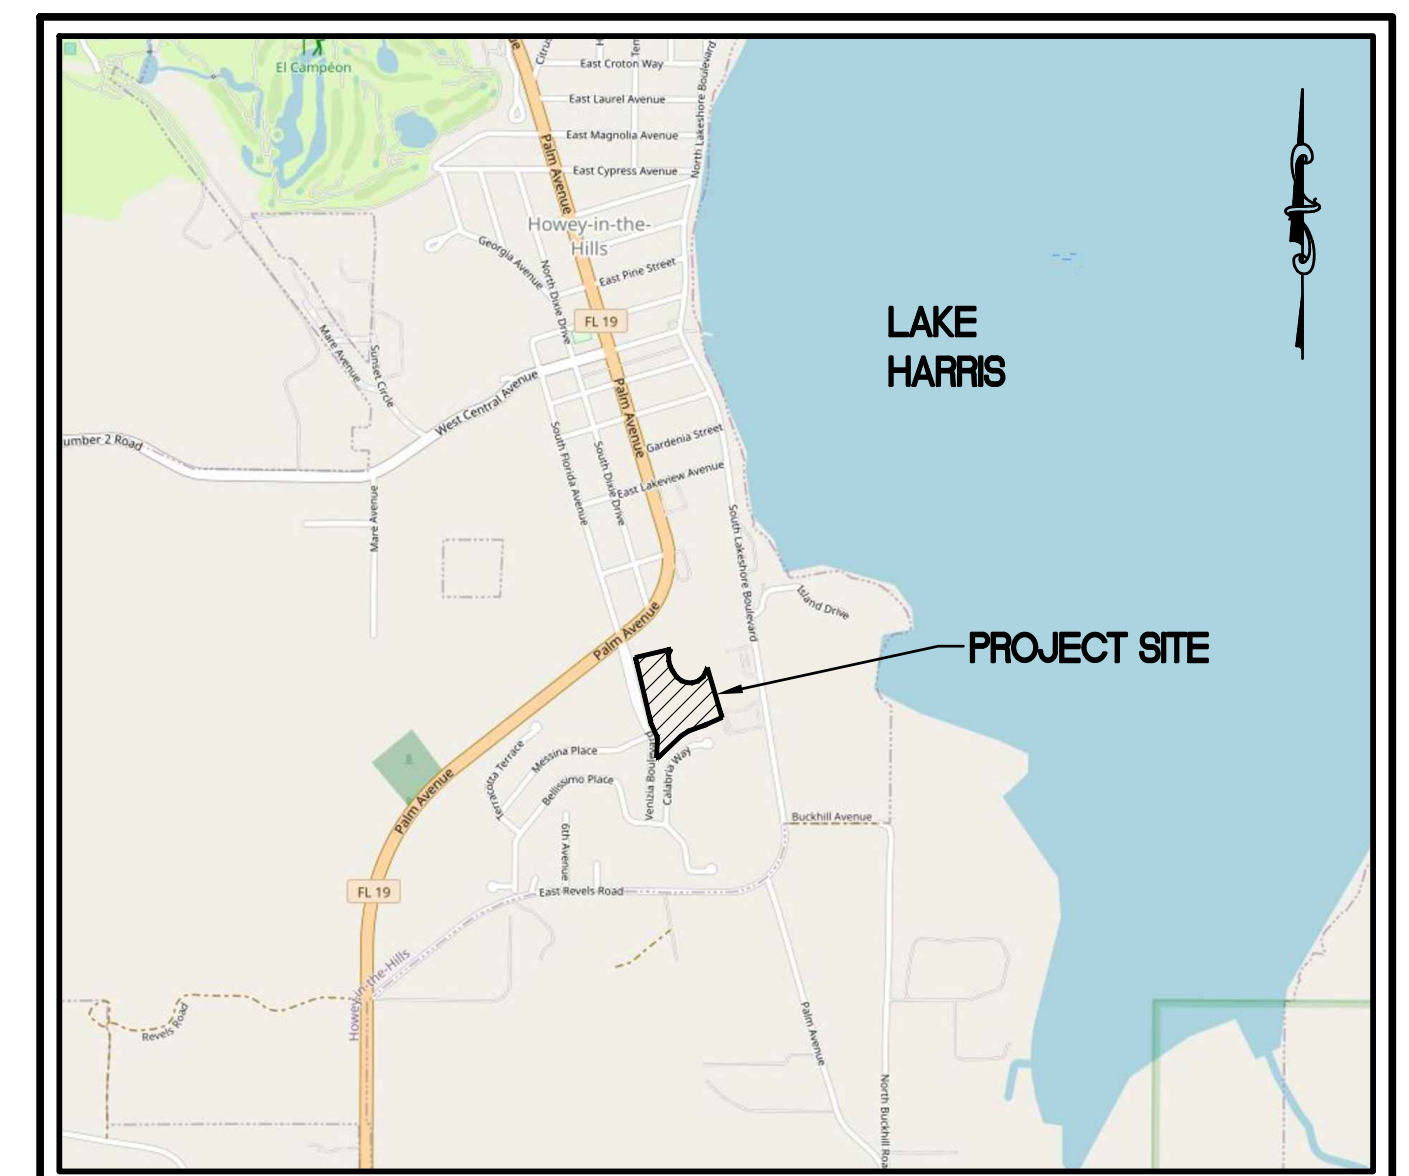 El Campéon
Citrus
East Croton Way
East Laurel Avenue
East Magnolia Avenue
East Cypress Avenue
North Lakeshore Boulevard
Palm Avenue
Howey-in-the-
Hills
Georgia Avenue
North Dixie Drive
East Pine Street
FL 19
LAKE
HARRIS
Mare Avenue
Sunset Circle
West Central Avenue
Palm Avenue
umber 2 Road
Gardenia Street
South Florida Avenue
South Dixie Drive
East Lakeview Avenue
Mare Avenue
South Lakeshore Boulevard
Island Drive
Palm Avenue
PROJECT SITE
Terracotta Terrace
Messina Place
Bellissimo Place
Venizia Boulevard
Calabria Way
Palm Avenue
6th Avenue
Buckhill Avenue
FL 19
East Revels Road
Howey-in-the-Hills
Revels Road
Palm Avenue
North Buckhill Roa